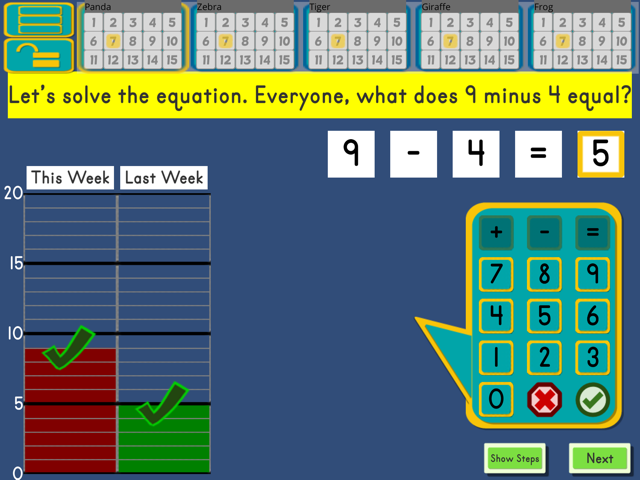 Panda Zebra Tiger Giraffe Frog
1 2 3 4 5 1 2 3 4 5 1 2 3 4 5 1 2 3 4 5 1 2 3 4 5
6 7 8 9 10 6 7 8 9 10 6 7 8 9 10 6 7 8 9 10 6 7 8 9 10
11 12 13 14 15 11 12 13 14 15 11 12 13 14 15 11 12 13 14 15 11 12 13 14 15
Let's solve the equation. Everyone, what does 9 minus 4 equal?
9 - 4 = 5
This Week Last Week
20
15
10
5
0
+ - =
7 8 9
4 5 6
1 2 3
0
Show Steps Next